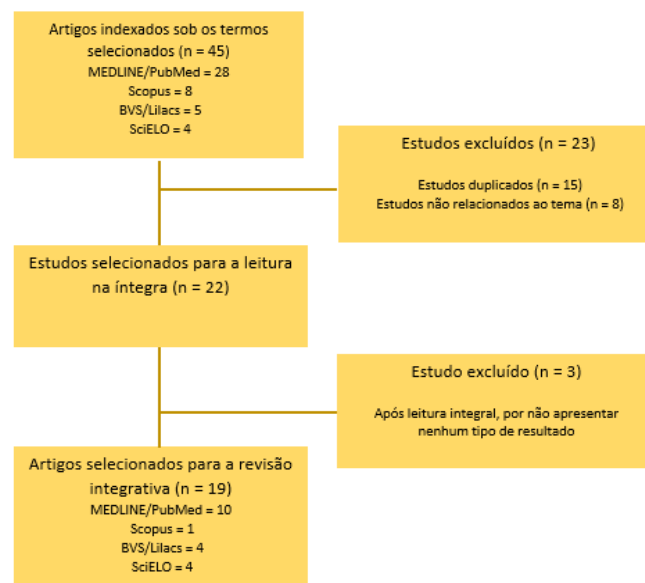 Artigos indexados sob os termos
selecionados (n = 45)
MEDLINE/PubMed = 28
Scopus = 8
BVS/Lilacs = 5
SciELO = 4
Estudos excluídos (n = 23)
Estudos duplicados (n = 15)
Estudos não relacionados ao tema (n = 8)
Estudos selecionados para a leitura
na íntegra (n = 22)
Estudo excluído (n = 3)
Após leitura integral, por não apresentar
nenhum tipo de resultado
Artigos selecionados para a revisão
integrativa (n = 19)
MEDLINE/PubMed = 10
Scopus = 1
BVS/Lilacs = 4
SciELO = 4